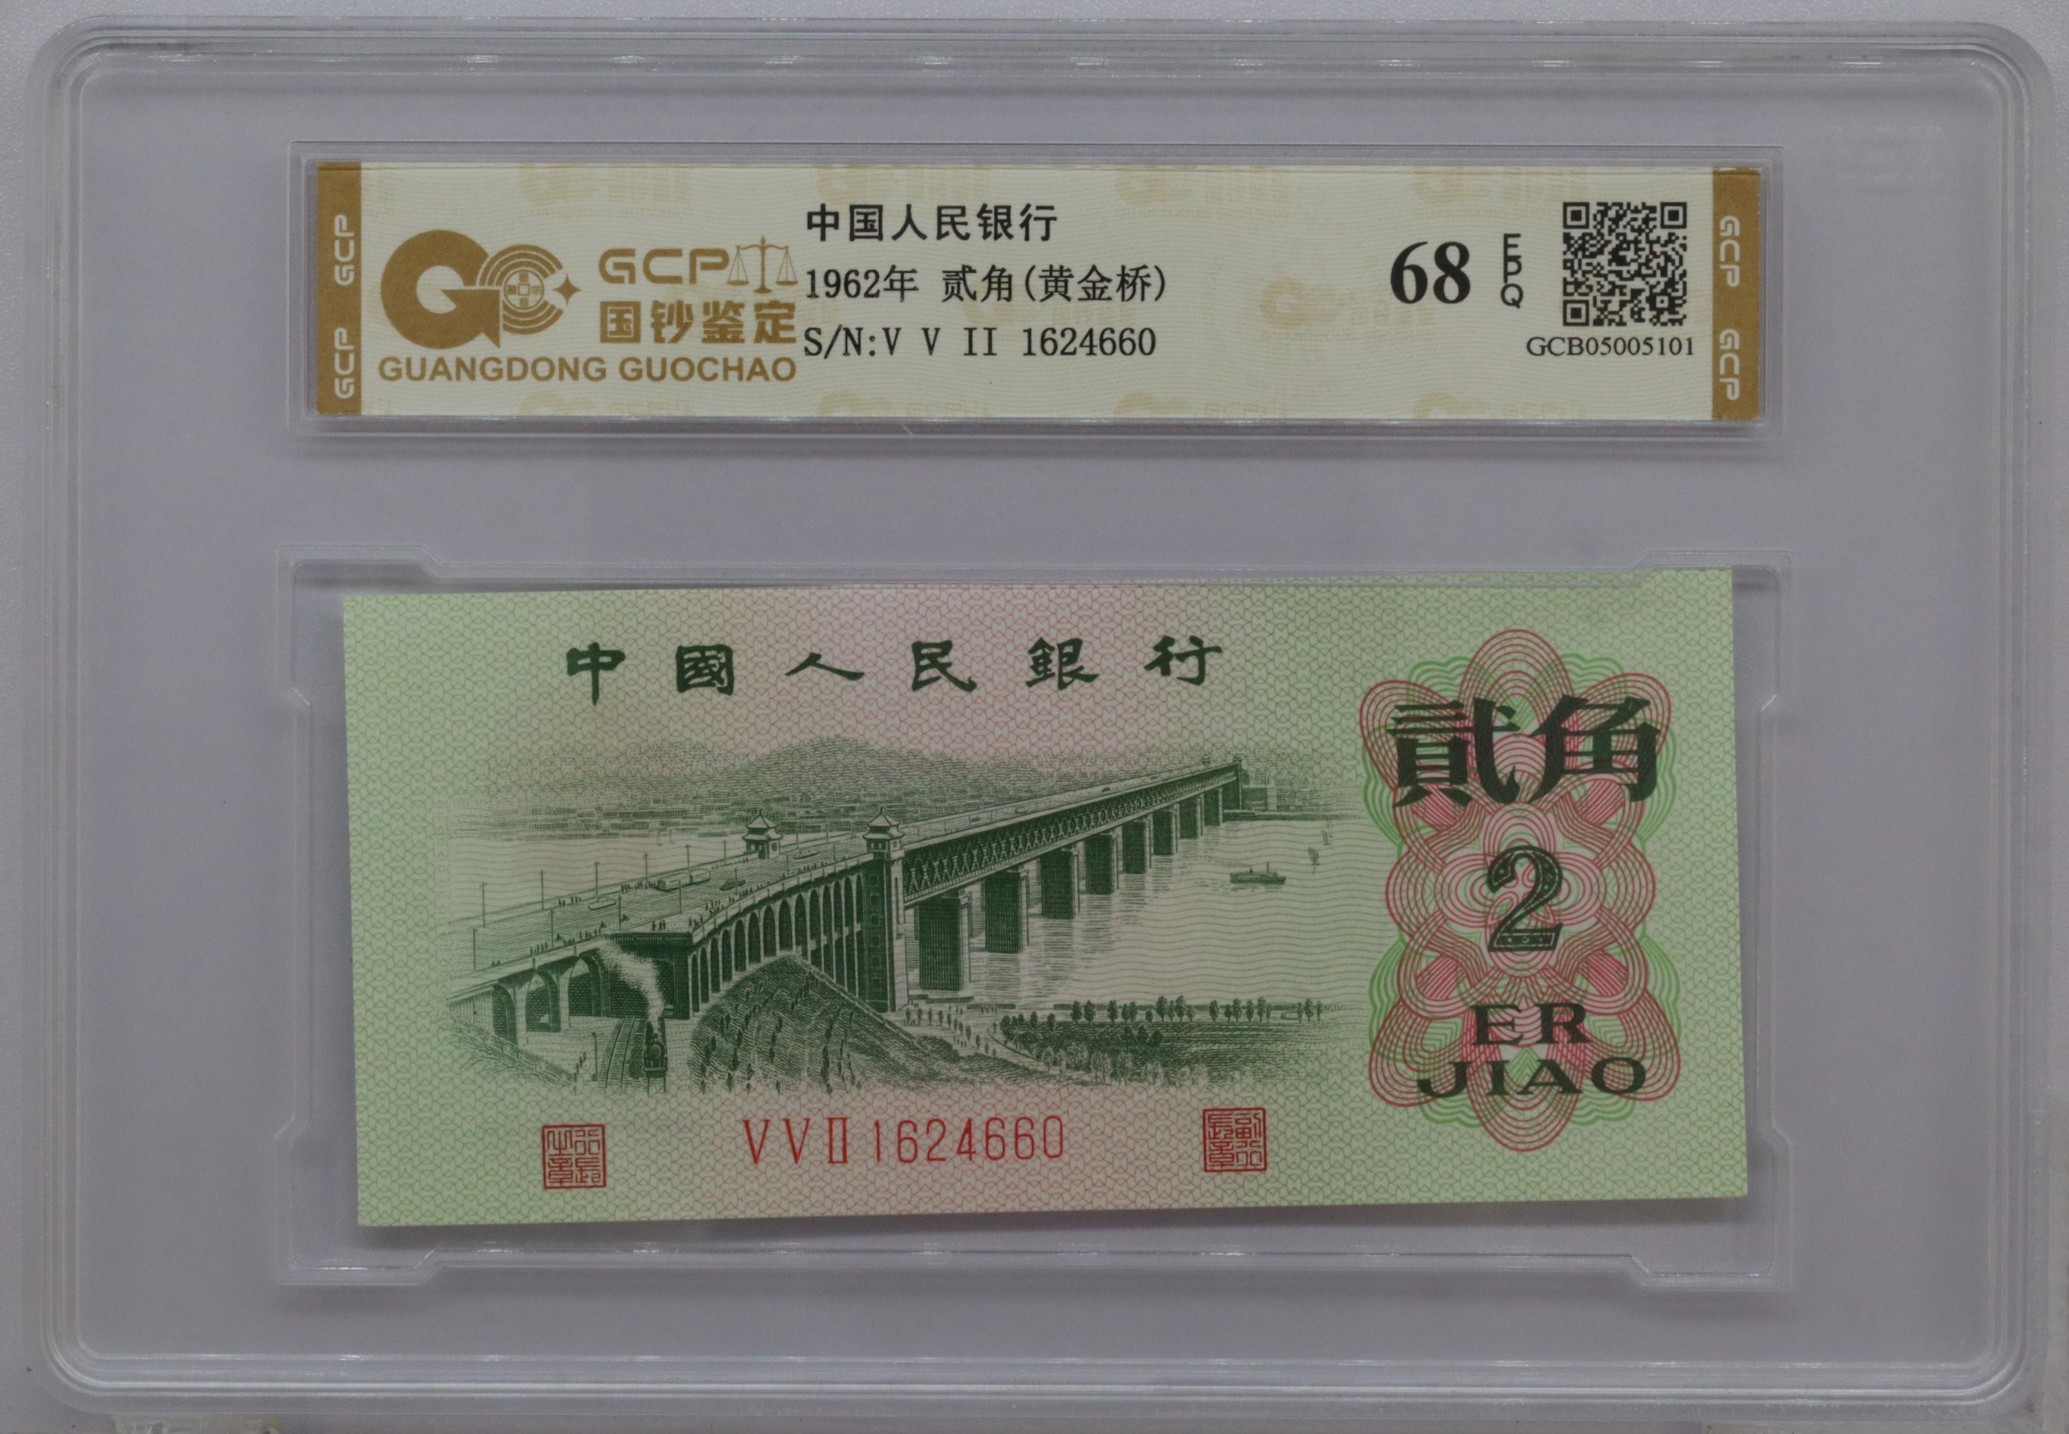 GCP
GCP
GCP
国钞鉴定
GUANGDONG GUOCHAO
中国人民银行
1962年 贰角(黄金桥)
S/N:V V II 1624660
68
EPQ
GCB05005101
GCP
GCP
中國人民銀行
貳角
2
ER
JIAO
VVⅡ1624660